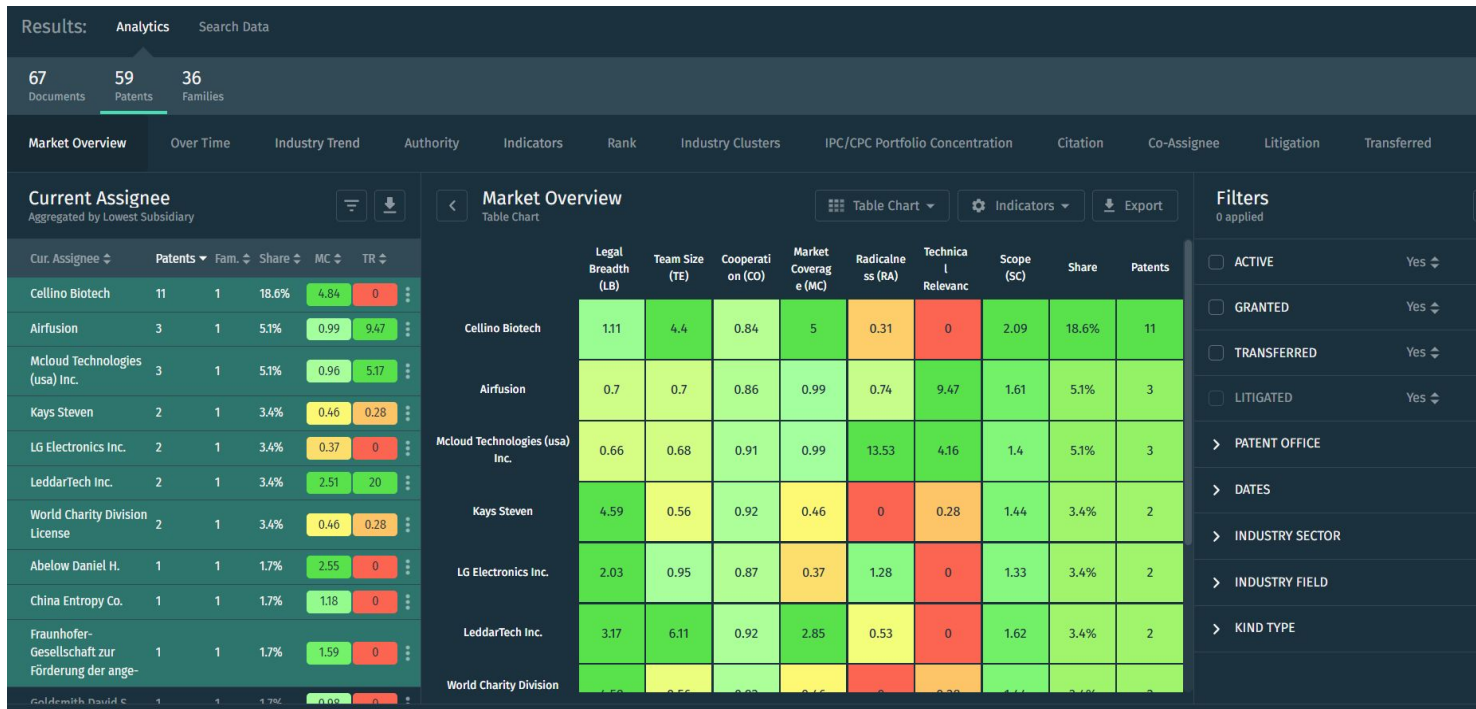 Results: Analytics Search Data
67 59 36
Documents Patents Families
Market Overview Over Time Industry Trend Authority Indicators Rank Industry Clusters IPC/CPC Portfolio Concentration Citation Co-Assignee Litigation Transferred
Current Assignee
Aggregated by Lowest Subsidiary
Cur. Assignee Patents Fam. Share MC TR
Cellino Biotech 11 1 18.6% 4.84 0
Airfusion 3 1 5.1% 0.99 9.47
Mcloud Technologies
(usa) Inc. 3 1 5.1% 0.96 5.17
Kays Steven 2 1 3.4% 0.46 0.28
LG Electronics Inc. 2 1 3.4% 0.37 0
LeddarTech Inc. 2 1 3.4% 2.51 20
World Charity Division
License 2 1 3.4% 0.46 0.28
Abelow Daniel H. 1 1 1.7% 2.55 0
China Entropy Co. 1 1 1.7% 1.18 0
Fraunhofer-
Gesellschaft zur 1 1 1.7% 1.59 0
Förderung der ange-
Goldsmith David S 1 1 1.7% 0.98 0
Market Overview
Table Chart
Table Chart Indicators Export
Legal
Breadth
(LB)
Team Size
(TE)
Cooperati
on (CO)
Market
Coverag
e (MC)
Radicalne
ss (RA)
Technica
l
Relevanc
Scope
(SC)
Share
Patents
Cellino Biotech 1.11 4.4 0.84 5 0.31 0 2.09 18.6% 11
Airfusion 0.7 0.7 0.86 0.99 0.74 9.47 1.61 5.1% 3
Mcloud Technologies (usa)
Inc. 0.66 0.68 0.91 0.99 13.53 4.16 1.4 5.1% 3
Kays Steven 4.59 0.56 0.92 0.46 0 0.28 1.44 3.4% 2
LG Electronics Inc. 2.03 0.95 0.87 0.37 1.28 0 1.33 3.4% 2
LeddarTech Inc. 3.17 6.11 0.92 2.85 0.53 0 1.62 3.4% 2
World Charity Division
Filters
0 applied
ACTIVE Yes
GRANTED Yes
TRANSFERRED Yes
LITIGATED Yes
PATENT OFFICE
DATES
INDUSTRY SECTOR
INDUSTRY FIELD
KIND TYPE